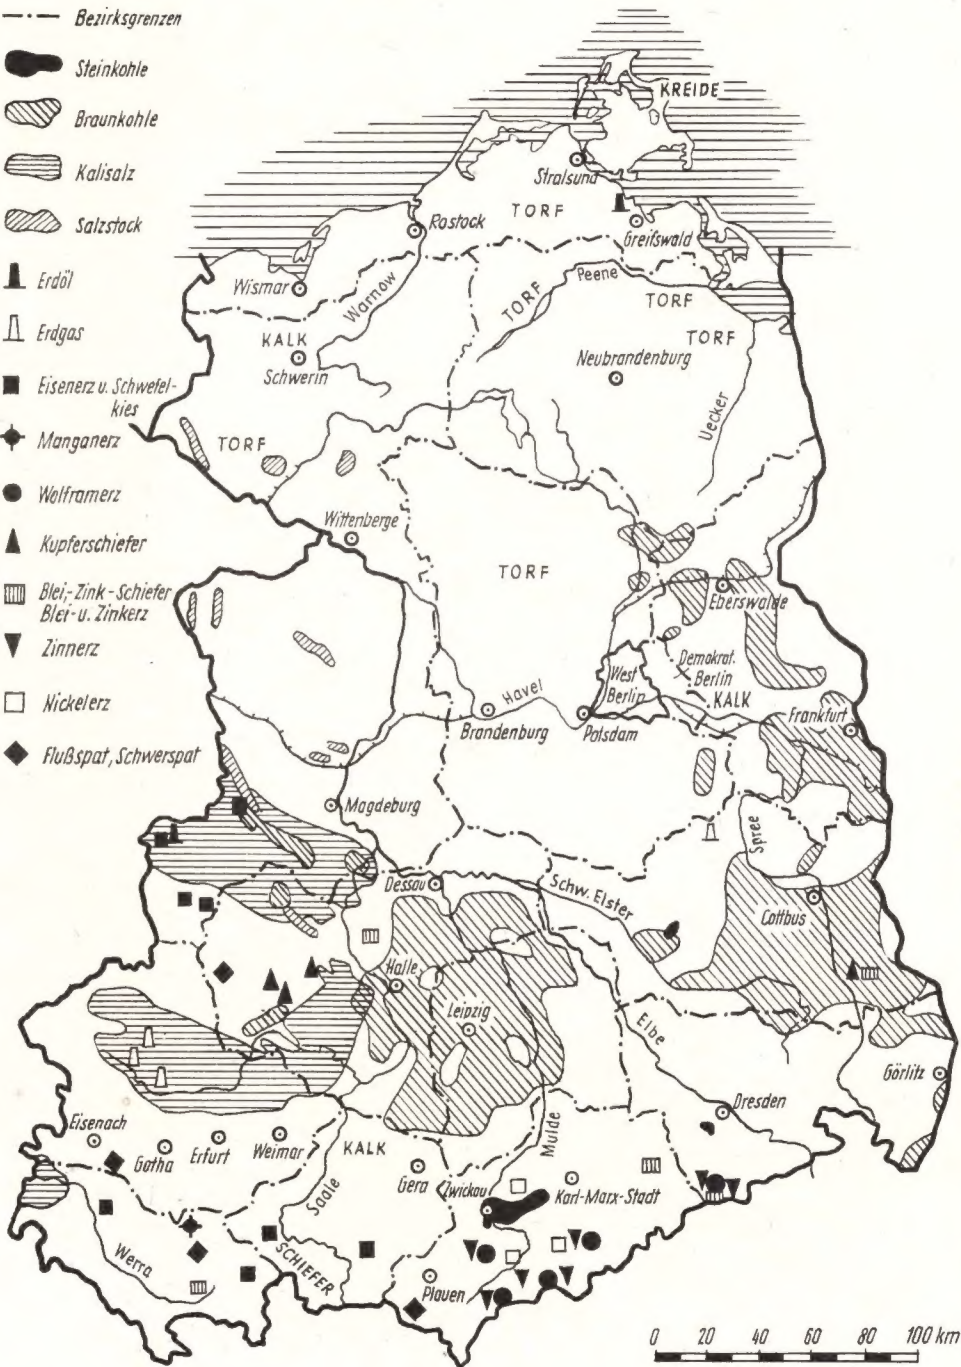 Bezirksgrenzen
Steinkohle
Braunkohle
Kalisalz
Salzstock
Erdöl
Erdgas
Eisenerz u. Schwefel-
kies
Manganerz
Wolframerz
Kupferschiefer
Blei,-Zink-Schiefer
Blei-u. Zinkerz
Zinnerz
Nickelerz
Flußspat, Schwerspat
KREIDE
Stralsund
TORF
Rostock
Greifswald
Wismar
Warnow
TORF
Peene
TORF
KALK
Schwerin
TORF
Neubrandenburg
Uecker
TORF
Wittenberge
TORF
Eberswalde
Demokrat.
Berlin
West
Berlin
KALK
Havel
Brandenburg
Potsdam
Frankfurt
Magdeburg
Spree
Dessau
Schw. Elster
Cottbus
Halle
Leipzig
Elbe
Görlitz
Dresden
Eisenach
Gotha
Erfurt
Weimar
KALK
Mulde
Saale
Gera
Zwickau
Karl-Marx-Stadt
Werra
SCHIEFER
Plauen
0 20 40 60 80 100 km